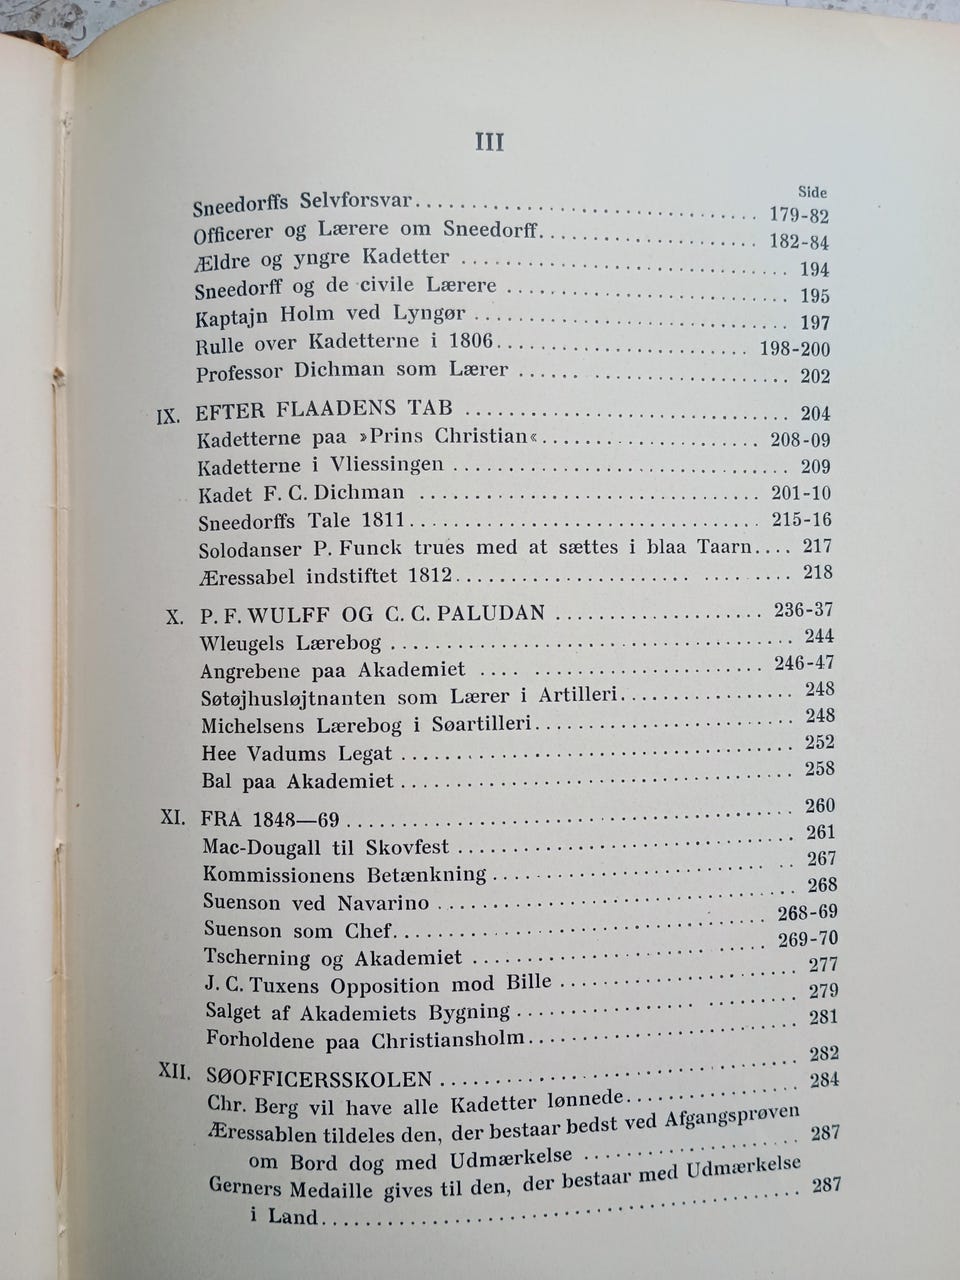 III
Side
Sneedorffs Selvforsvar ........ 179-82
Officerer og Lærere om Sneedorff ........ 182-84
Ældre og yngre Kadetter ........ 194
Sneedorff og de civile Lærere ........ 195
Kaptajn Holm ved Lyngør ........ 197
Rulle over Kadetterne i 1806 ........ 198-200
Professor Dichman som Lærer ........ 202
IX. EFTER FLAADENS TAB ........ 204
Kadetterne paa »Prins Christian« ........ 208-09
Kadetterne i Vliessingen ........ 209
Kadet F. C. Dichman ........ 201-10
Sneedorffs Tale 1811 ........ 215-16
Solodanser P. Funck trues med at sættes i blaa Taarn .... 217
Æressabel indstiftet 1812 ........ 218
X. P. F. WULFF OG C. C. PALUDAN ........ 236-37
Wleugels Lærebog ........ 244
Angrebene paa Akademiet ........ 246-47
Søtøjhusløjtnanten som Lærer i Artilleri ........ 248
Michelsens Lærebog i Søartilleri ........ 248
Hee Vadums Legat ........ 252
Bal paa Akademiet ........ 258
XI. FRA 1848—69 ........ 260
Mac-Dougall til Skovfest ........ 261
Kommissionens Betænkning ........ 267
Suenson ved Navarino ........ 268
Suenson som Chef ........ 268-69
Tscherning og Akademiet ........ 269-70
J. C. Tuxens Opposition mod Bille ........ 277
Salget af Akademiets Bygning ........ 279
Forholdene paa Christiansholm ........ 281
XII. SØOFFICERSSKOLEN ........ 282
Chr. Berg vil have alle Kadetter lønnede ........ 284
Æressablen tildeles den, der bestaar bedst ved Afgangsprøven
om Bord dog med Udmærkelse ........ 287
Gerners Medaille gives til den, der bestaar med Udmærkelse
i Land ........ 287